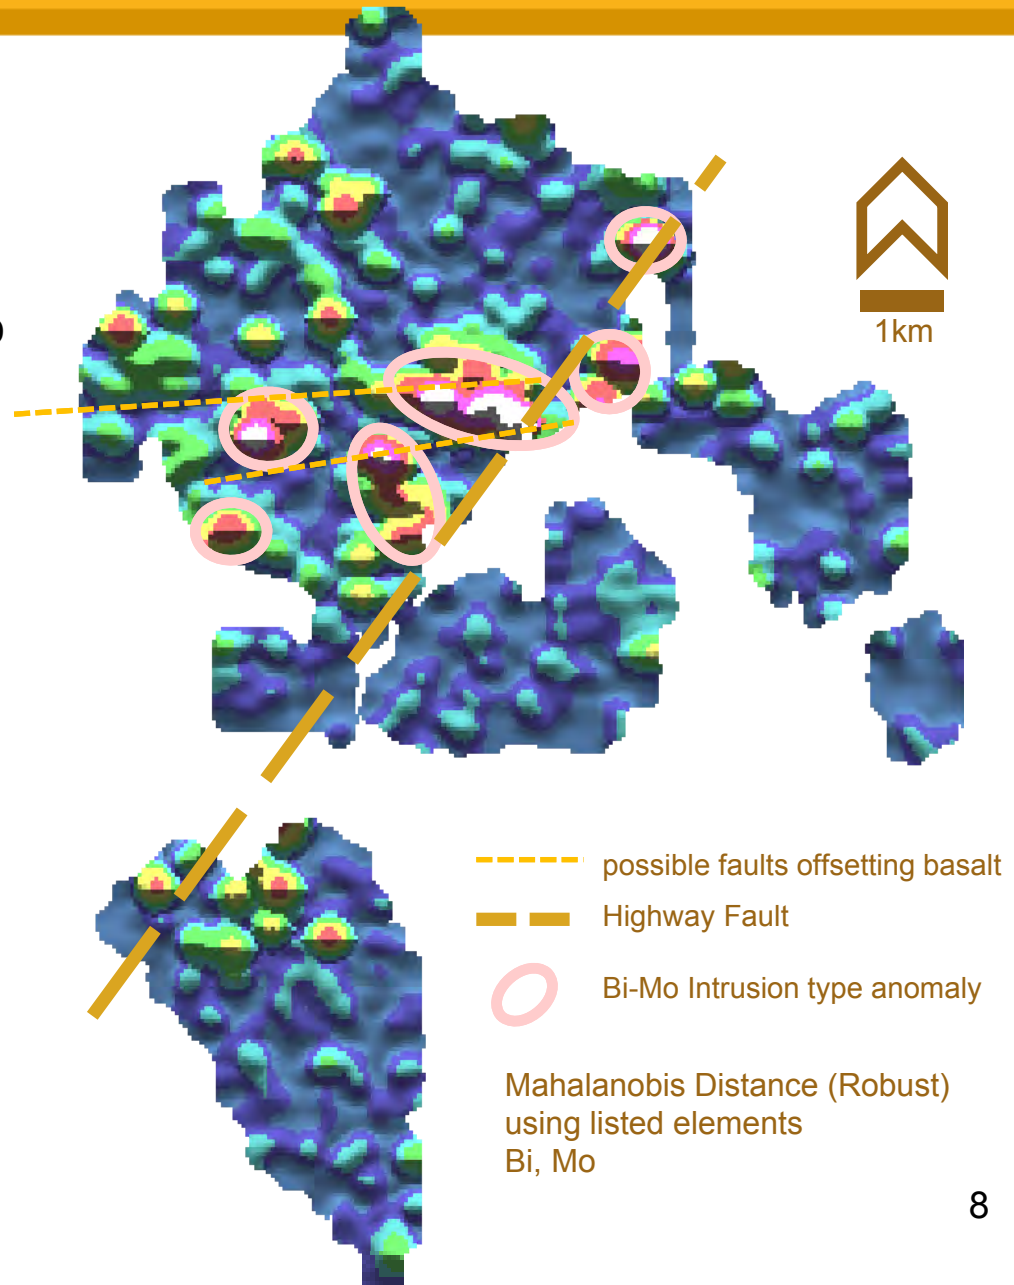 1km
possible faults offsetting basalt
Highway Fault
Bi-Mo Intrusion type anomaly
Mahalanobis Distance (Robust)
using listed elements
Bi, Mo
8